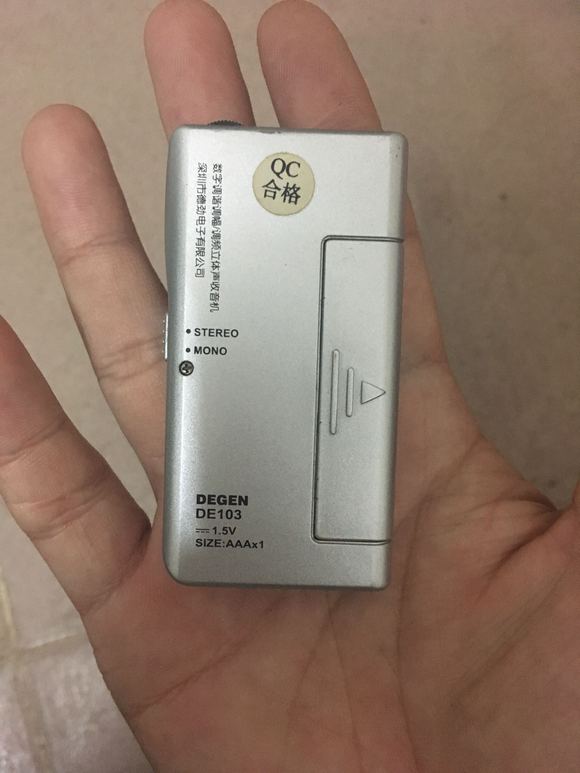 QC
合格
数字调谐调幅/调频立体声收音机
深圳市德劲电子有限公司
• STEREO
• MONO
DEGEN
DE103
⎓ 1.5V
SIZE:AAAx1